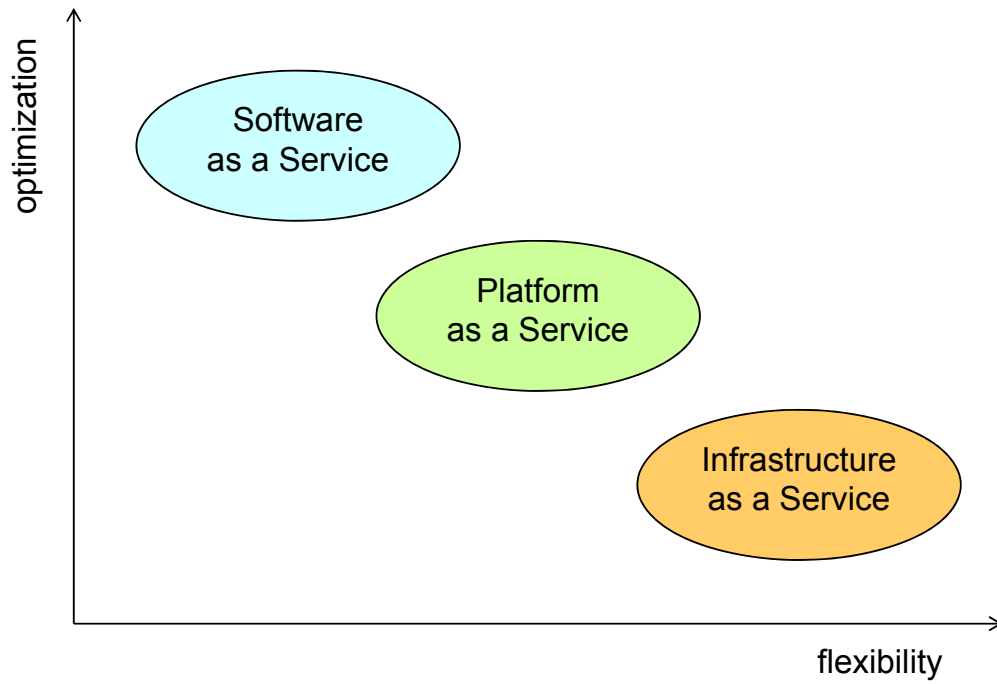 optimization
Software
as a Service
Platform
as a Service
Infrastructure
as a Service
flexibility